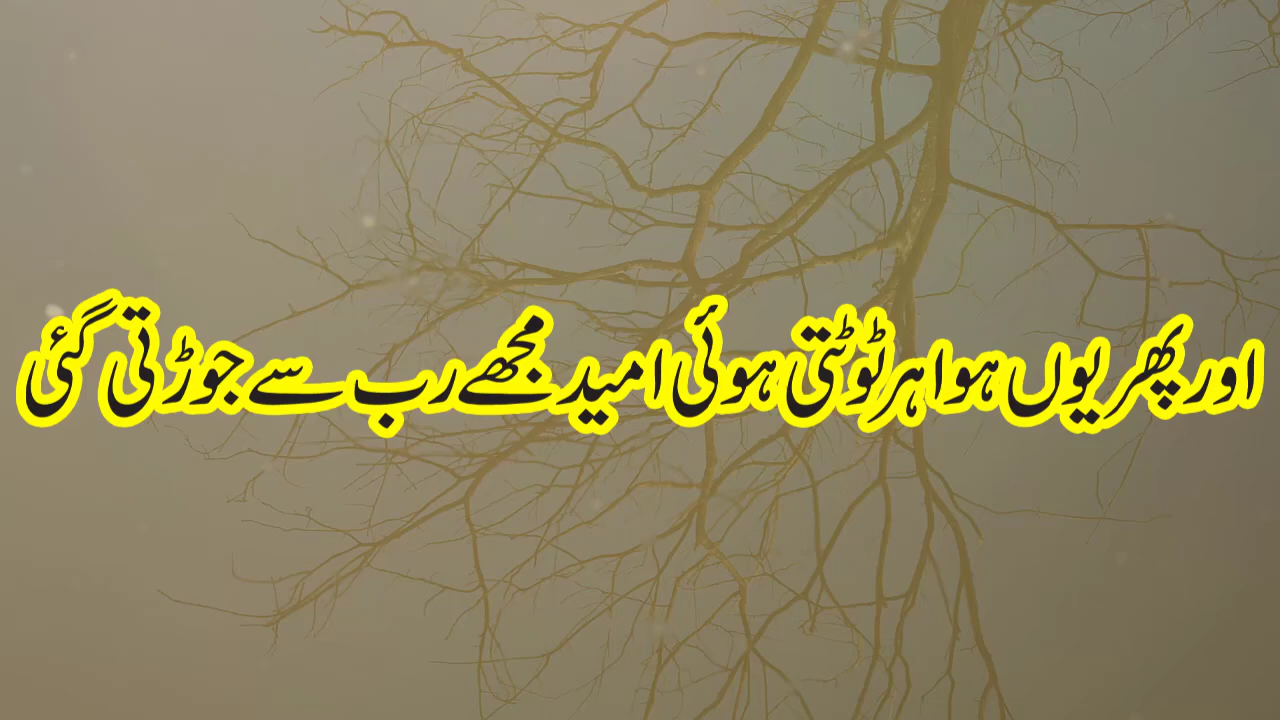 اور پھر یوں ہوا ہر ٹوٹتی ہوئی امید مجھے رب سے جوڑتی گئی